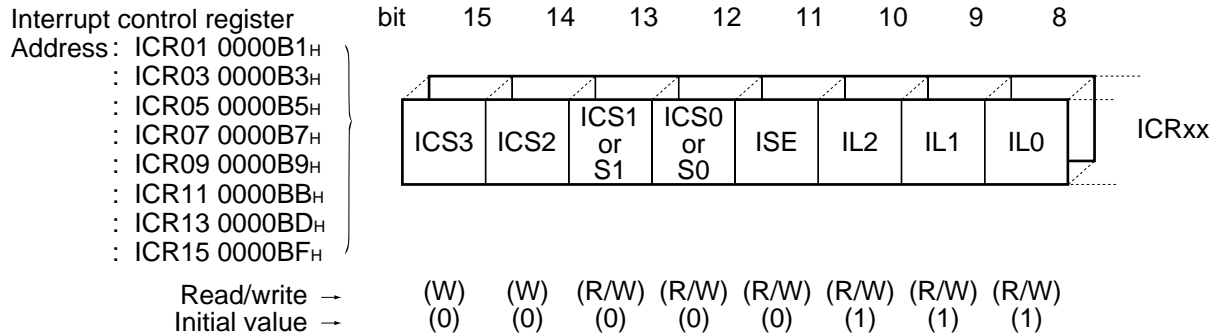 Interrupt control register bit 15 14 13 12 11 10 9 8
Address : ICR01 0000B1H
: ICR03 0000B3H
: ICR05 0000B5H
: ICR07 0000B7H
: ICR09 0000B9H
: ICR11 0000BBH
: ICR13 0000BDH
: ICR15 0000BFH
ICS3 ICS2 ICS1 or S1 ICS0 or S0 ISE IL2 IL1 IL0 ICRxx
Read/write → (W) (W) (R/W) (R/W) (R/W) (R/W) (R/W) (R/W)
Initial value → (0) (0) (0) (0) (0) (1) (1) (1)